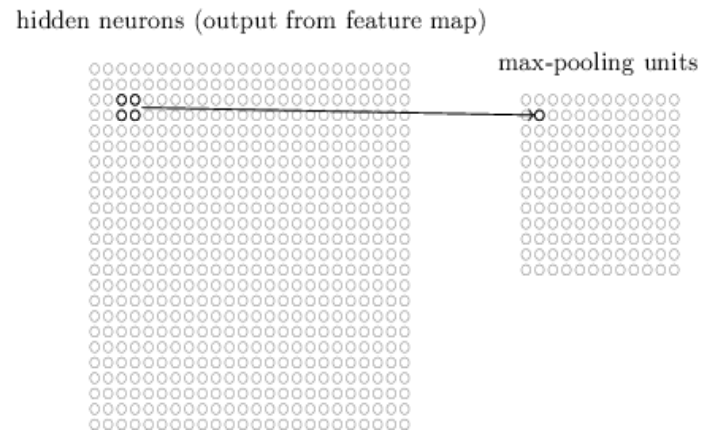 hidden neurons (output from feature map)
max-pooling units